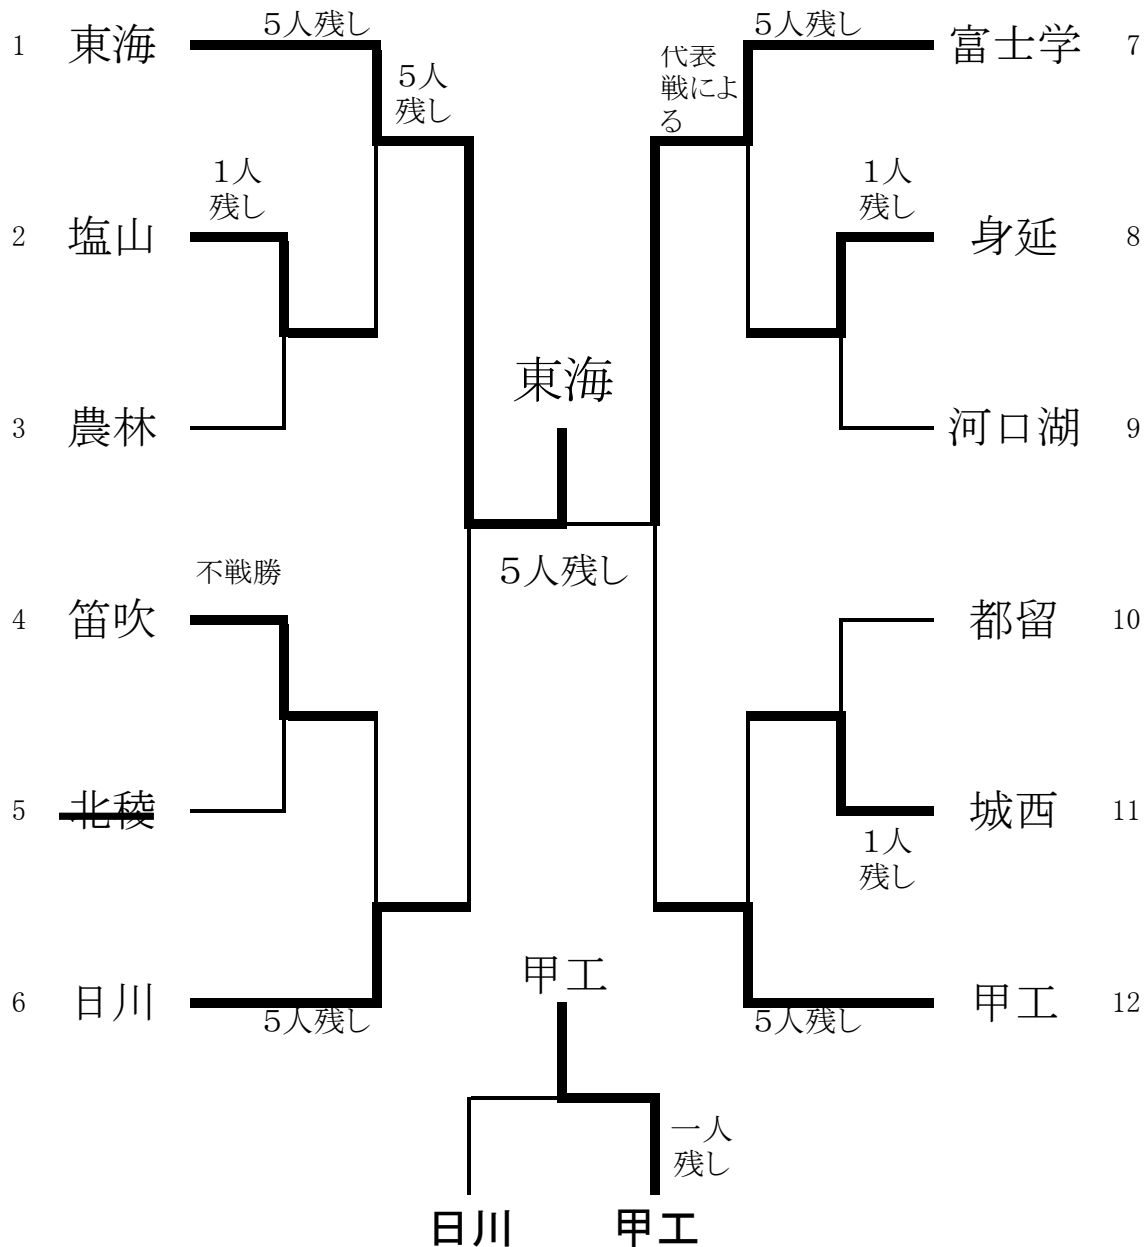 5人残し
5人残し
1 東海
富士学 7
代表
戦によ
る
5人
残し
1人
残し
1人
残し
2 塩山
身延 8
東海
3 農林
河口湖 9
5人残し
不戦勝
4 笛吹
都留 10
5 北稜
城西 11
1人
残し
甲工
6 日川
甲工 12
5人残し
5人残し
一人
残し
日川 甲工